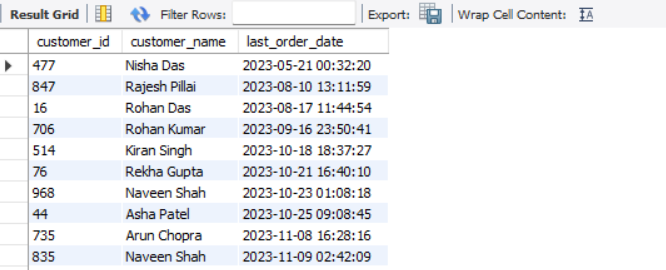 Result Grid Filter Rows: Export: Wrap Cell Content: IA
customer_id customer_name last_order_date
477 Nisha Das 2023-05-21 00:32:20
847 Rajesh Pillai 2023-08-10 13:11:59
16 Rohan Das 2023-08-17 11:44:54
706 Rohan Kumar 2023-09-16 23:50:41
514 Kiran Singh 2023-10-18 18:37:27
76 Rekha Gupta 2023-10-21 16:40:10
968 Naveen Shah 2023-10-23 01:08:18
44 Asha Patel 2023-10-25 09:08:45
735 Arun Chopra 2023-11-08 16:28:16
835 Naveen Shah 2023-11-09 02:42:09